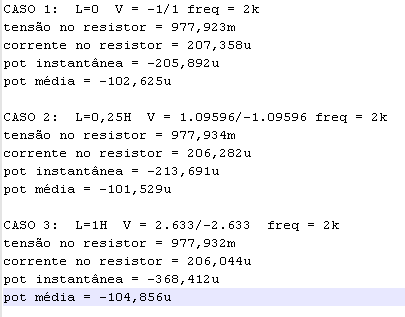 CASO 1:  L=0  V = -1/1 freq = 2k
tensão no resistor = 977,923m
corrente no resistor = 207,358u
pot instantânea = -205,892u
pot média = -102,625u
CASO 2:  L=0,25H  V = 1.09596/-1.09596 freq = 2k
tensão no resistor = 977,934m
corrente no resistor = 206,282u
pot instantânea = -213,691u
pot média = -101,529u
CASO 3:  L=1H  V = 2.633/-2.633  freq = 2k
tensão no resistor = 977,932m
corrente no resistor = 206,044u
pot instantânea = -368,412u
pot média = -104,856u